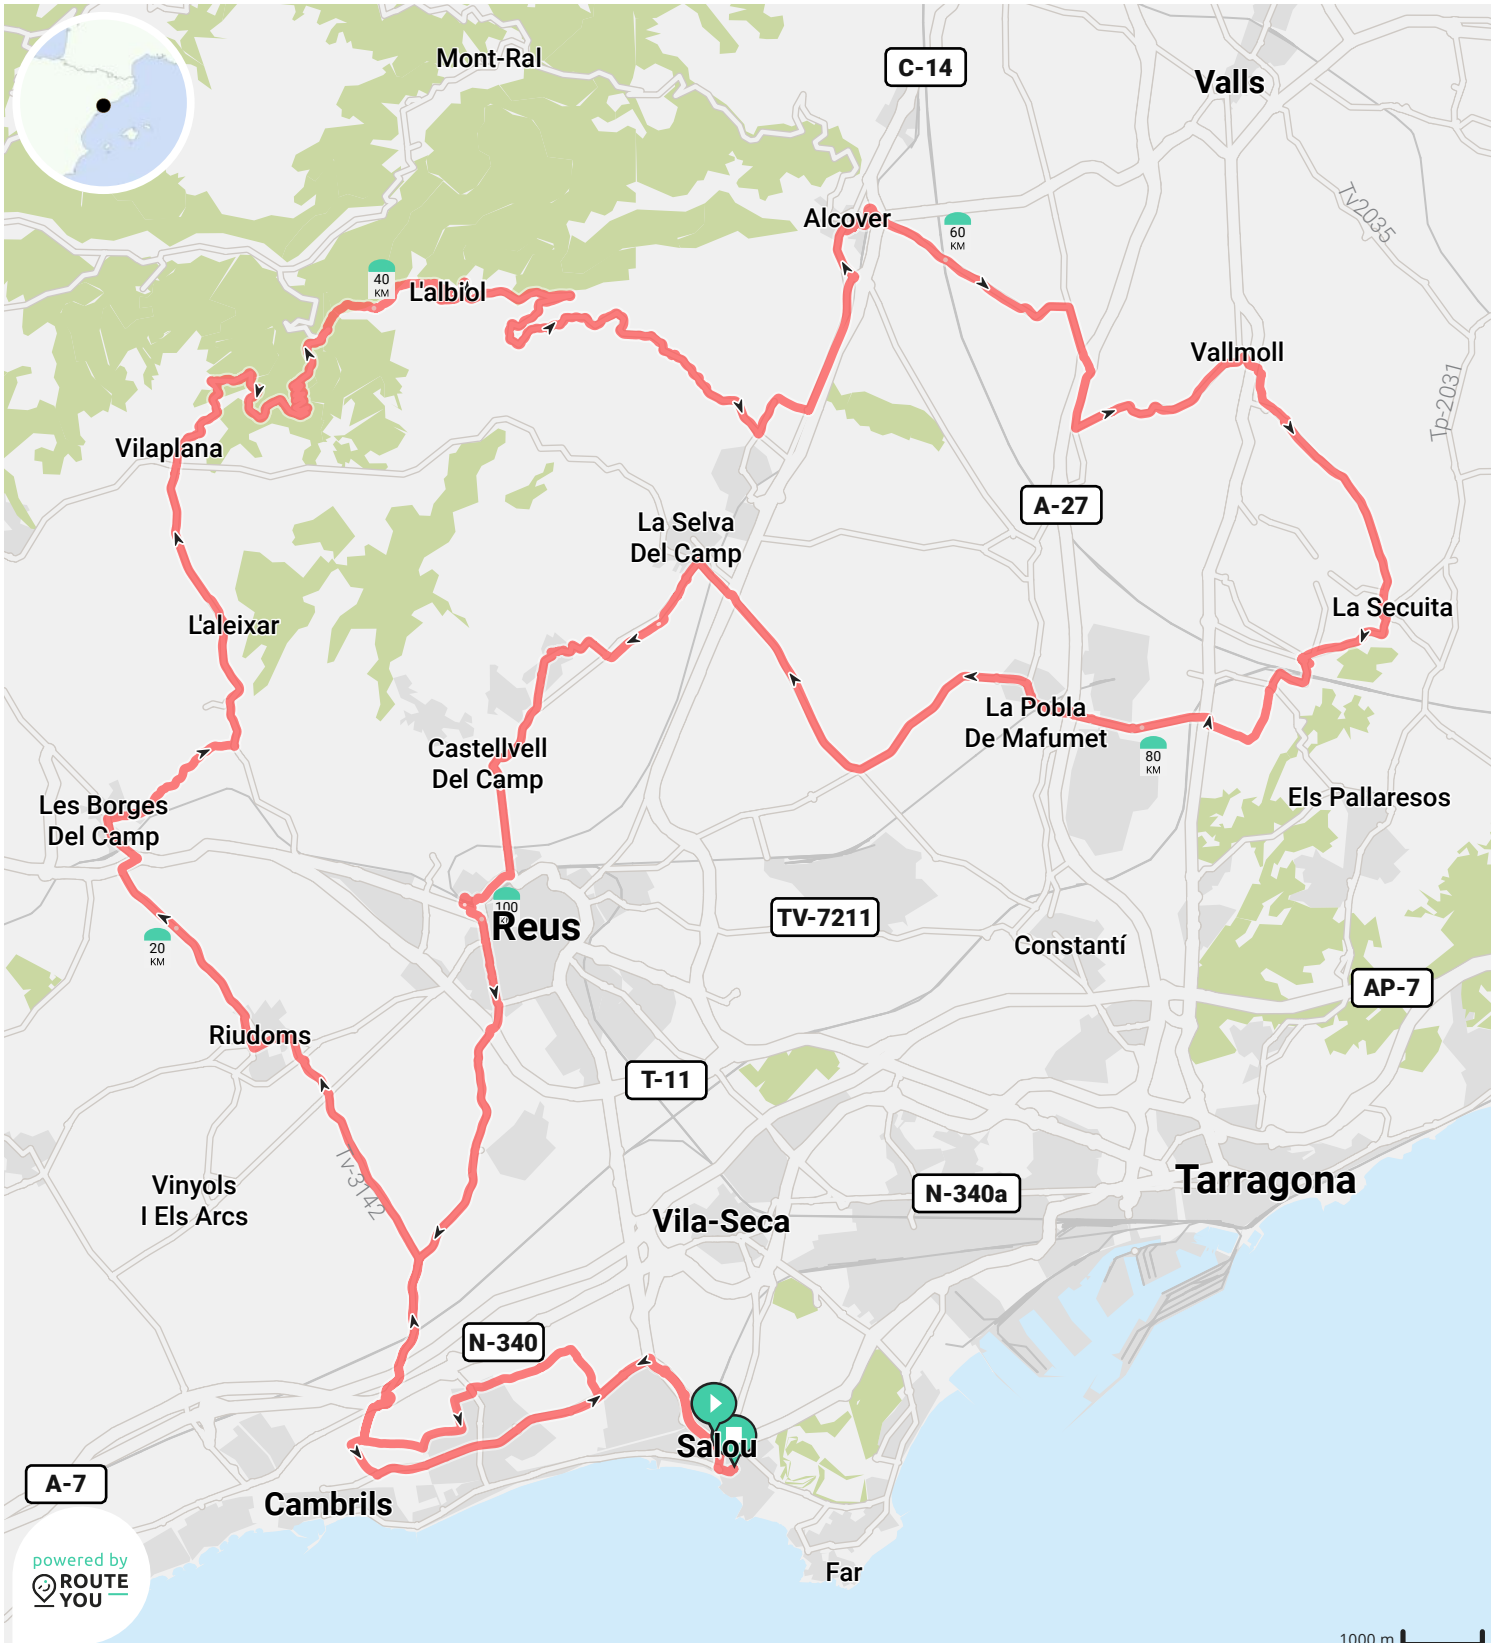 Mont-Ral
C-14
Valls
Tv2035
Alcover
60
KM
40
KM
L'albiol
Vallmoll
Tp-2031
Vilaplana
A-27
La Selva
Del Camp
La Secuita
L'aleixar
La Pobla
De Mafumet
Castellvell
Del Camp
80
KM
Els Pallaresos
Les Borges
Del Camp
100
Reus
TV-7211
Constantí
20
KM
AP-7
Riudoms
T-11
Tv-3142
Vinyols
I Els Arcs
N-340a
Tarragona
Vila-Seca
N-340
Salou
A-7
Cambrils
powered by
ROUTE
YOU
Far
1000 m